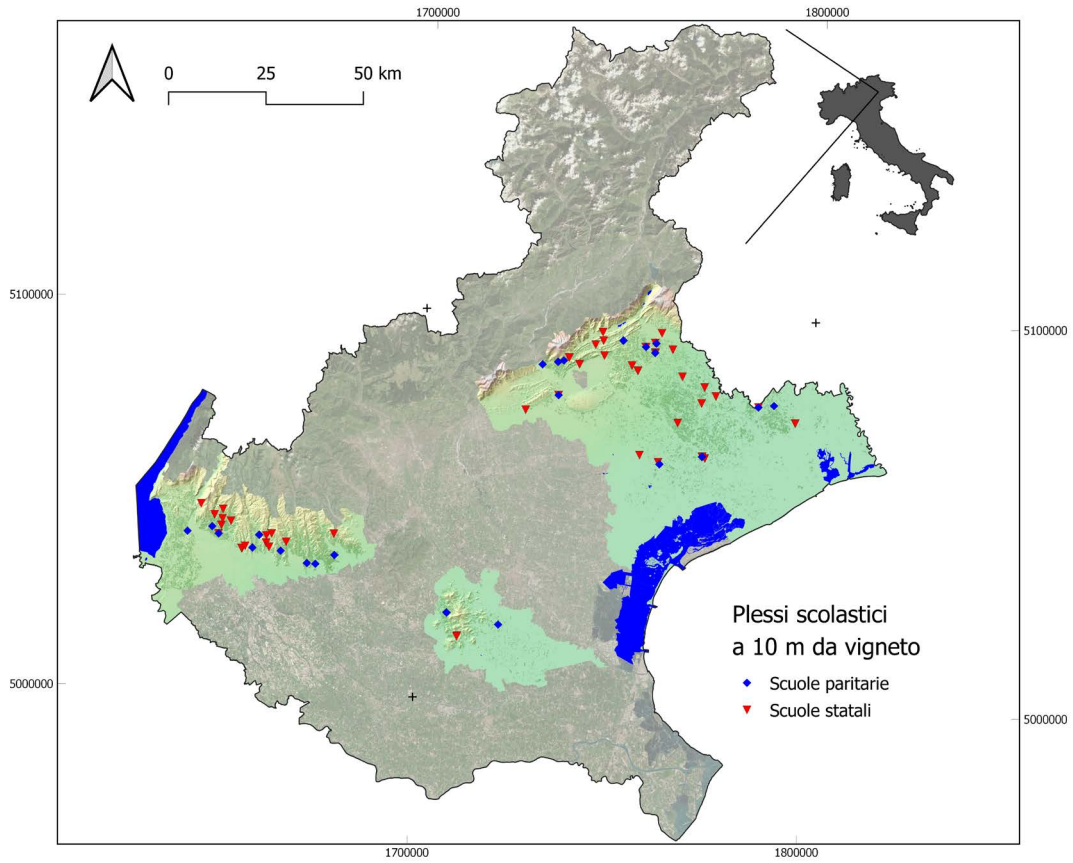 1700000
1800000
0
25
50 km
5100000
5100000
Plessi scolastici
a 10 m da vigneto
Scuole paritarie
Scuole statali
5000000
5000000
1700000
1800000